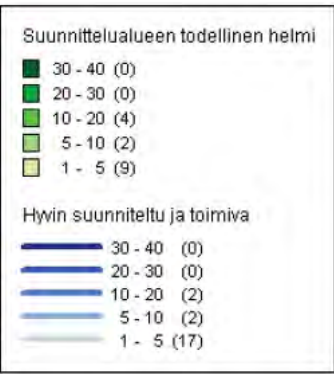 Suunnittelualueen todellinen helmi
30 - 40 (0)
20 - 30 (0)
10 - 20 (4)
5 - 10 (2)
1 - 5 (9)
Hyvin suunniteltu ja toimiva
30 - 40 (0)
20 - 30 (0)
10 - 20 (2)
5 - 10 (2)
1 - 5 (17)